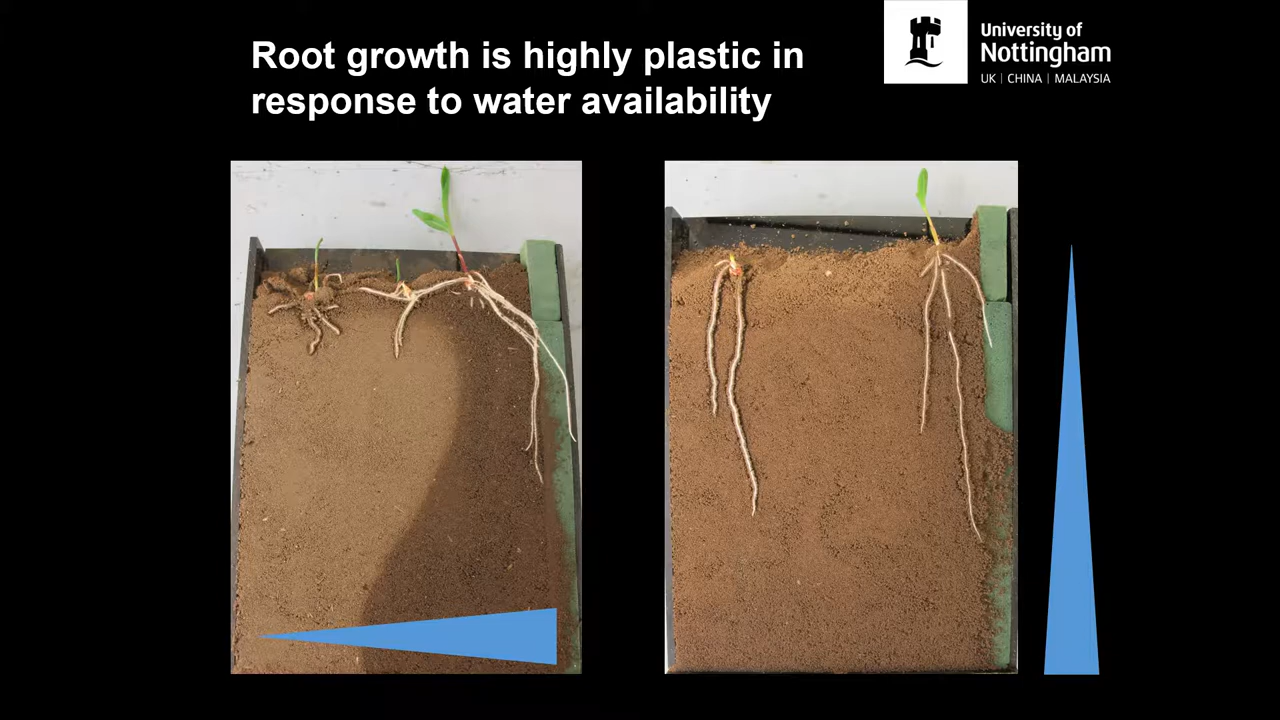 Root growth is highly plastic in
response to water availability
University of
Nottingham
UK | CHINA | MALAYSIA